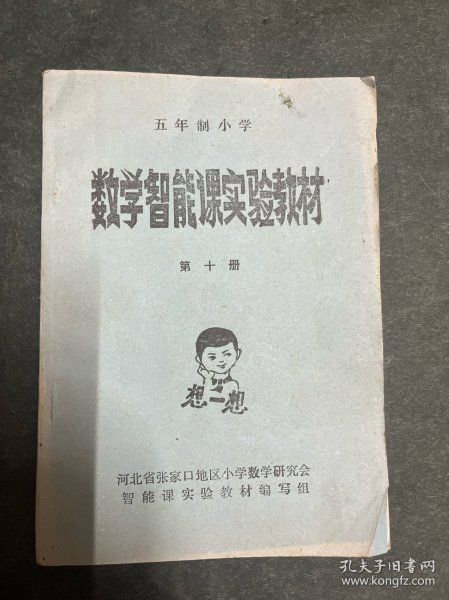 五年制小学
数学智能课实验教材
第十册
想一想
河北省张家口地区小学数学研究会
智能课实验教材编写组
孔夫子旧书网
www.kongfz.com